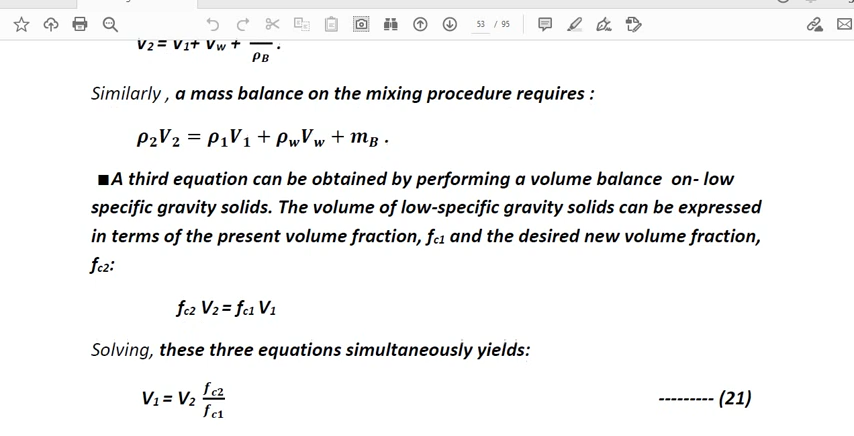 53 / 95
V₂ = V₁ + V_w + — .
ρ_B
Similarly , a mass balance on the mixing procedure requires :
ρ₂V₂ = ρ₁V₁ + ρ_wV_w + m_B .
■A third equation can be obtained by performing a volume balance on- low
specific gravity solids. The volume of low-specific gravity solids can be expressed
in terms of the present volume fraction, f_c1 and the desired new volume fraction,
f_c2:
f_c2 V₂ = f_c1 V₁
Solving, these three equations simultaneously yields:
V₁ = V₂ f_c2 / f_c1 --------- (21)